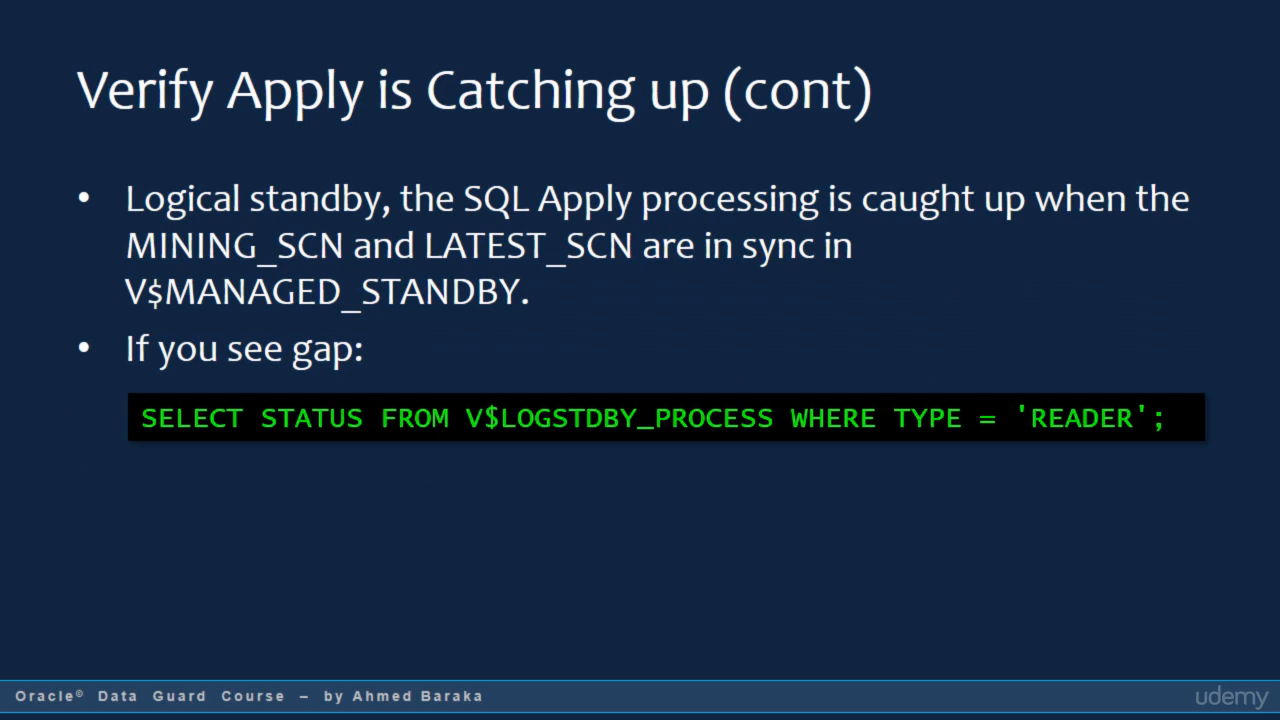 Verify Apply is Catching up (cont)
• Logical standby, the SQL Apply processing is caught up when the
MINING_SCN and LATEST_SCN are in sync in
V$MANAGED_STANDBY.
• If you see gap:
SELECT STATUS FROM V$LOGSTDBY_PROCESS WHERE TYPE = 'READER';
Oracle© Data Guard Course – by Ahmed Baraka
udemy